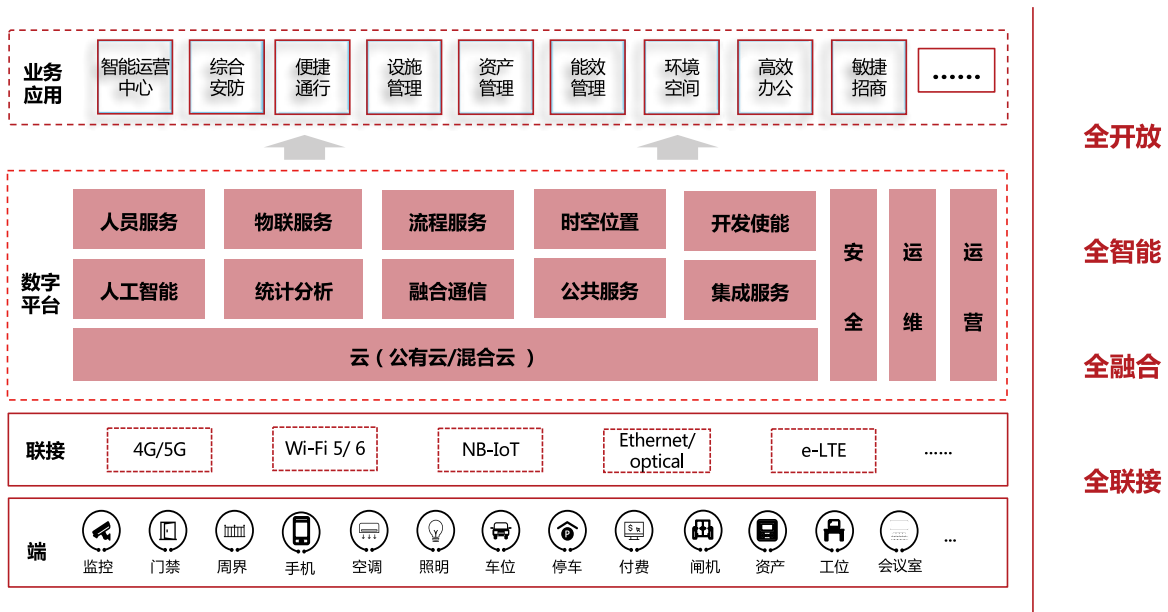 业务
应用
智能运营
中心
综合
安防
便捷
通行
设施
管理
资产
管理
能效
管理
环境
空间
高效
办公
敏捷
招商
······
数字
平台
人员服务
物联服务
流程服务
时空位置
开发使能
人工智能
统计分析
融合通信
公共服务
集成服务
云（公有云/混合云 ）
安
全
运
维
运
营
联接
4G/5G
Wi-Fi 5/ 6
NB-IoT
Ethernet/
optical
e-LTE
······
端
监控
门禁
周界
手机
空调
照明
车位
P
停车
$
付费
闸机
资产
工位
会议室
...
全开放
全智能
全融合
全联接